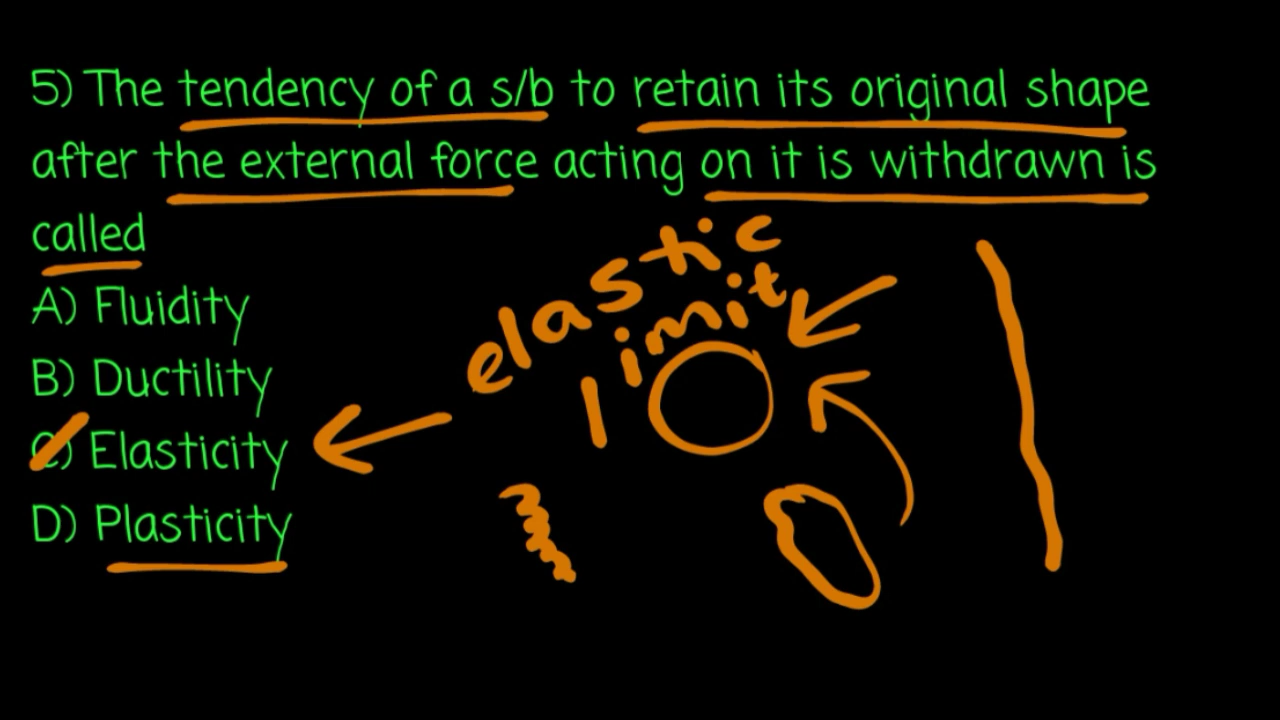 5) The tendency of a s/b to retain its original shape
after the external force acting on it is withdrawn is
called
A) Fluidity
B) Ductility
C) Elasticity
D) Plasticity
elastic
limit